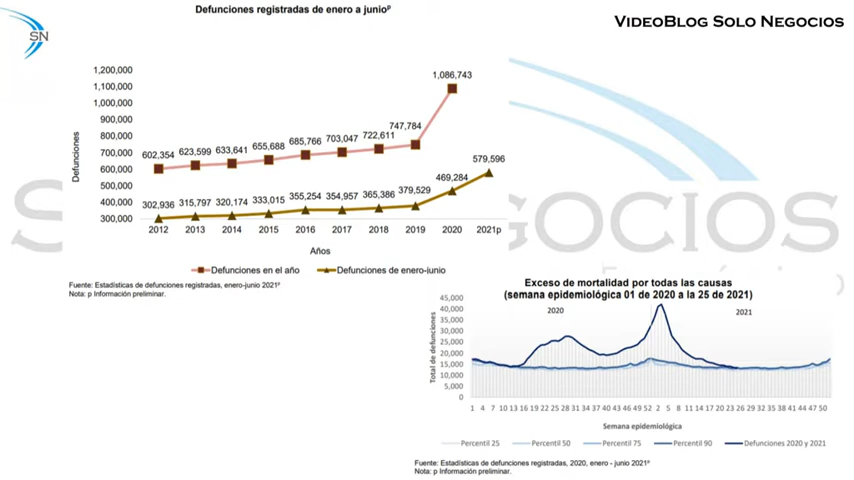 Defunciones registradas de enero a junioᵖ
VIDEOBLOG SOLO NEGOCIOS
SN
1,200,000
1,100,000
1,000,000
900,000
800,000
700,000
600,000
500,000
400,000
300,000
Defunciones
602,354 623,599 633,641 655,688 685,766 703,047 722,611 747,784 1,086,743
302,936 315,797 320,174 333,015 355,254 354,957 365,386 379,529 469,284 579,596
2012 2013 2014 2015 2016 2017 2018 2019 2020 2021p
Años
Defunciones en el año Defunciones de enero-junio
Fuente: Estadísticas de defunciones registradas, enero-junio 2021ᵖ
Nota: p Información preliminar.
S
GOCIOS
Exceso de mortalidad por todas las causas
(semana epidemiológica 01 de 2020 a la 25 de 2021)
2020 2021
45,000
40,000
35,000
30,000
25,000
20,000
15,000
10,000
5,000
0
Total de defunciones
1 4 7 10 13 16 19 22 25 28 31 34 37 40 43 46 49 52 2 5 8 11 14 17 20 23 26 29 32 35 38 41 44 47 50
Semana epidemiológica
Percentil 25 Percentil 50 Percentil 75 Percentil 90 Defunciones 2020 y 2021
Fuente: Estadísticas de defunciones registradas, 2020, enero - junio 2021ᵖ
Nota: p Información preliminar.